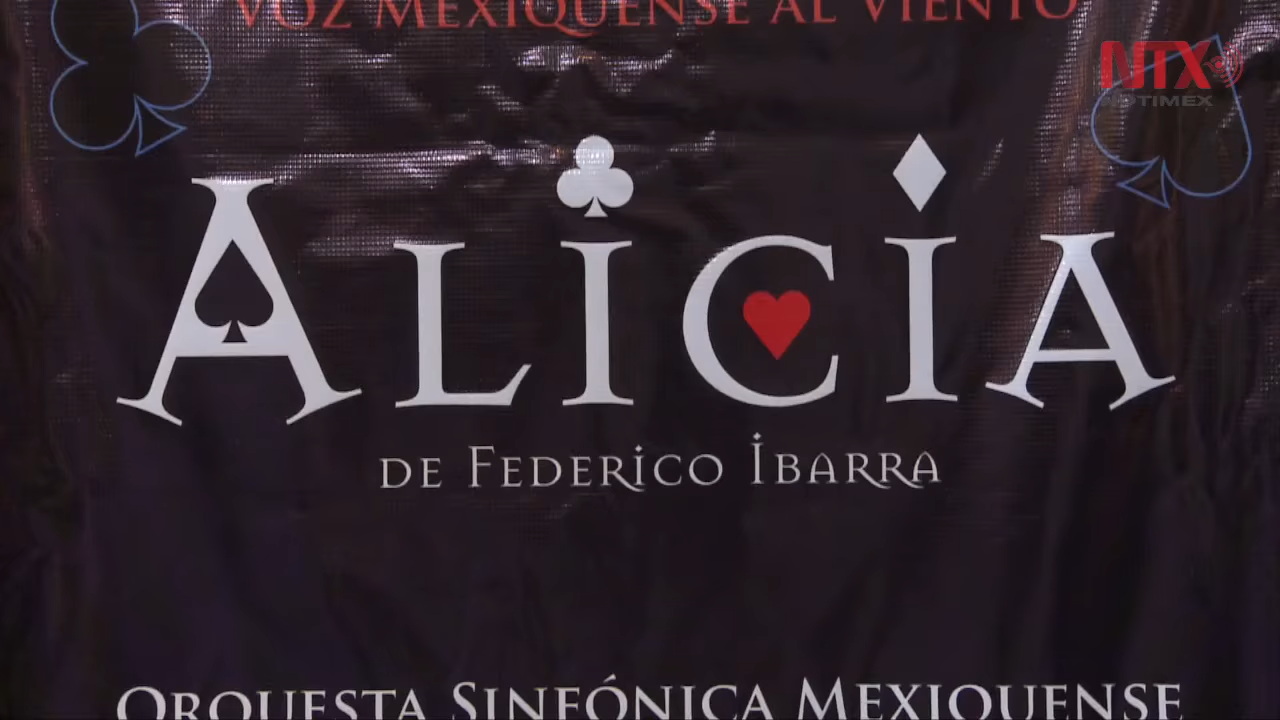 VOZ MEXIQUENSE AL VIENTO
NTX
NOTIMEX
ALiCiA
DE FEDERiCO IBARRA
ORQUESTA SINFÓNICA MEXIQUENSE